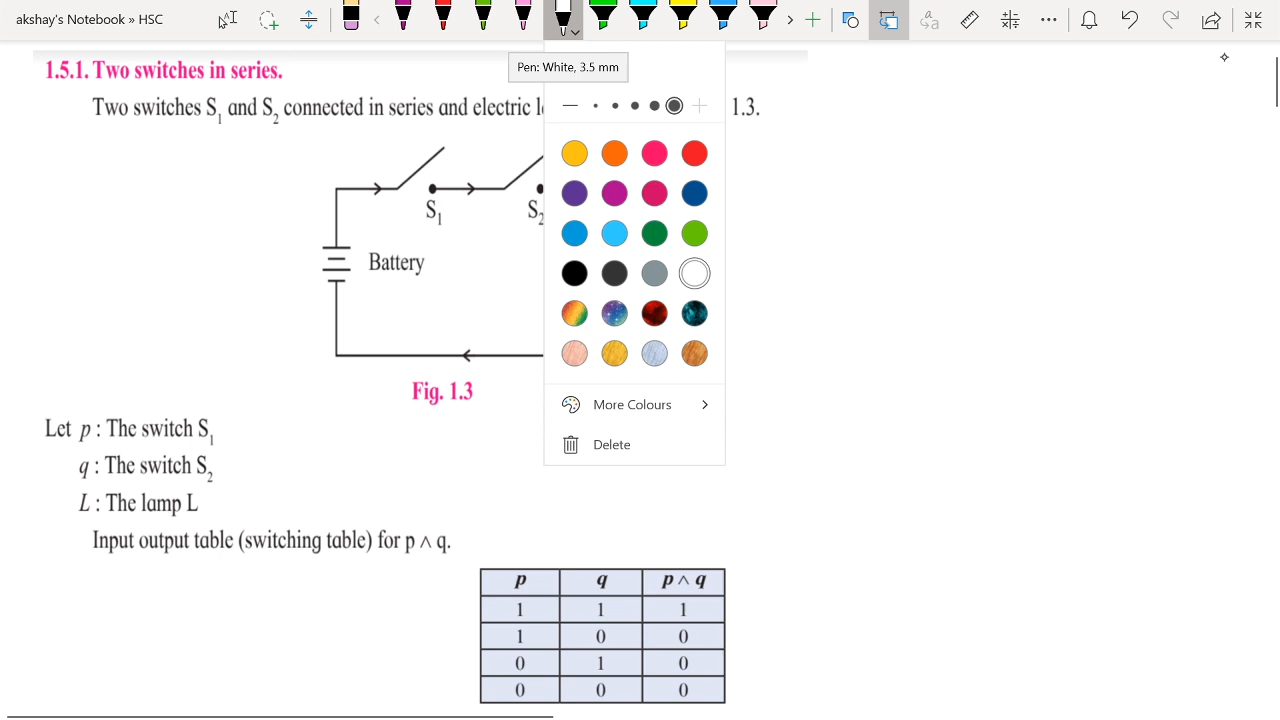 akshay's Notebook » HSC
Pen: White, 3.5 mm
1.5.1. Two switches in series.
Two switches S1 and S2 connected in series and electric 1.3.
S1
S2
Battery
Fig. 1.3
More Colours
Delete
Let p : The switch S1
q : The switch S2
L : The lamp L
Input output table (switching table) for p ∧ q.
p q p ∧ q
1 1 1
1 0 0
0 1 0
0 0 0